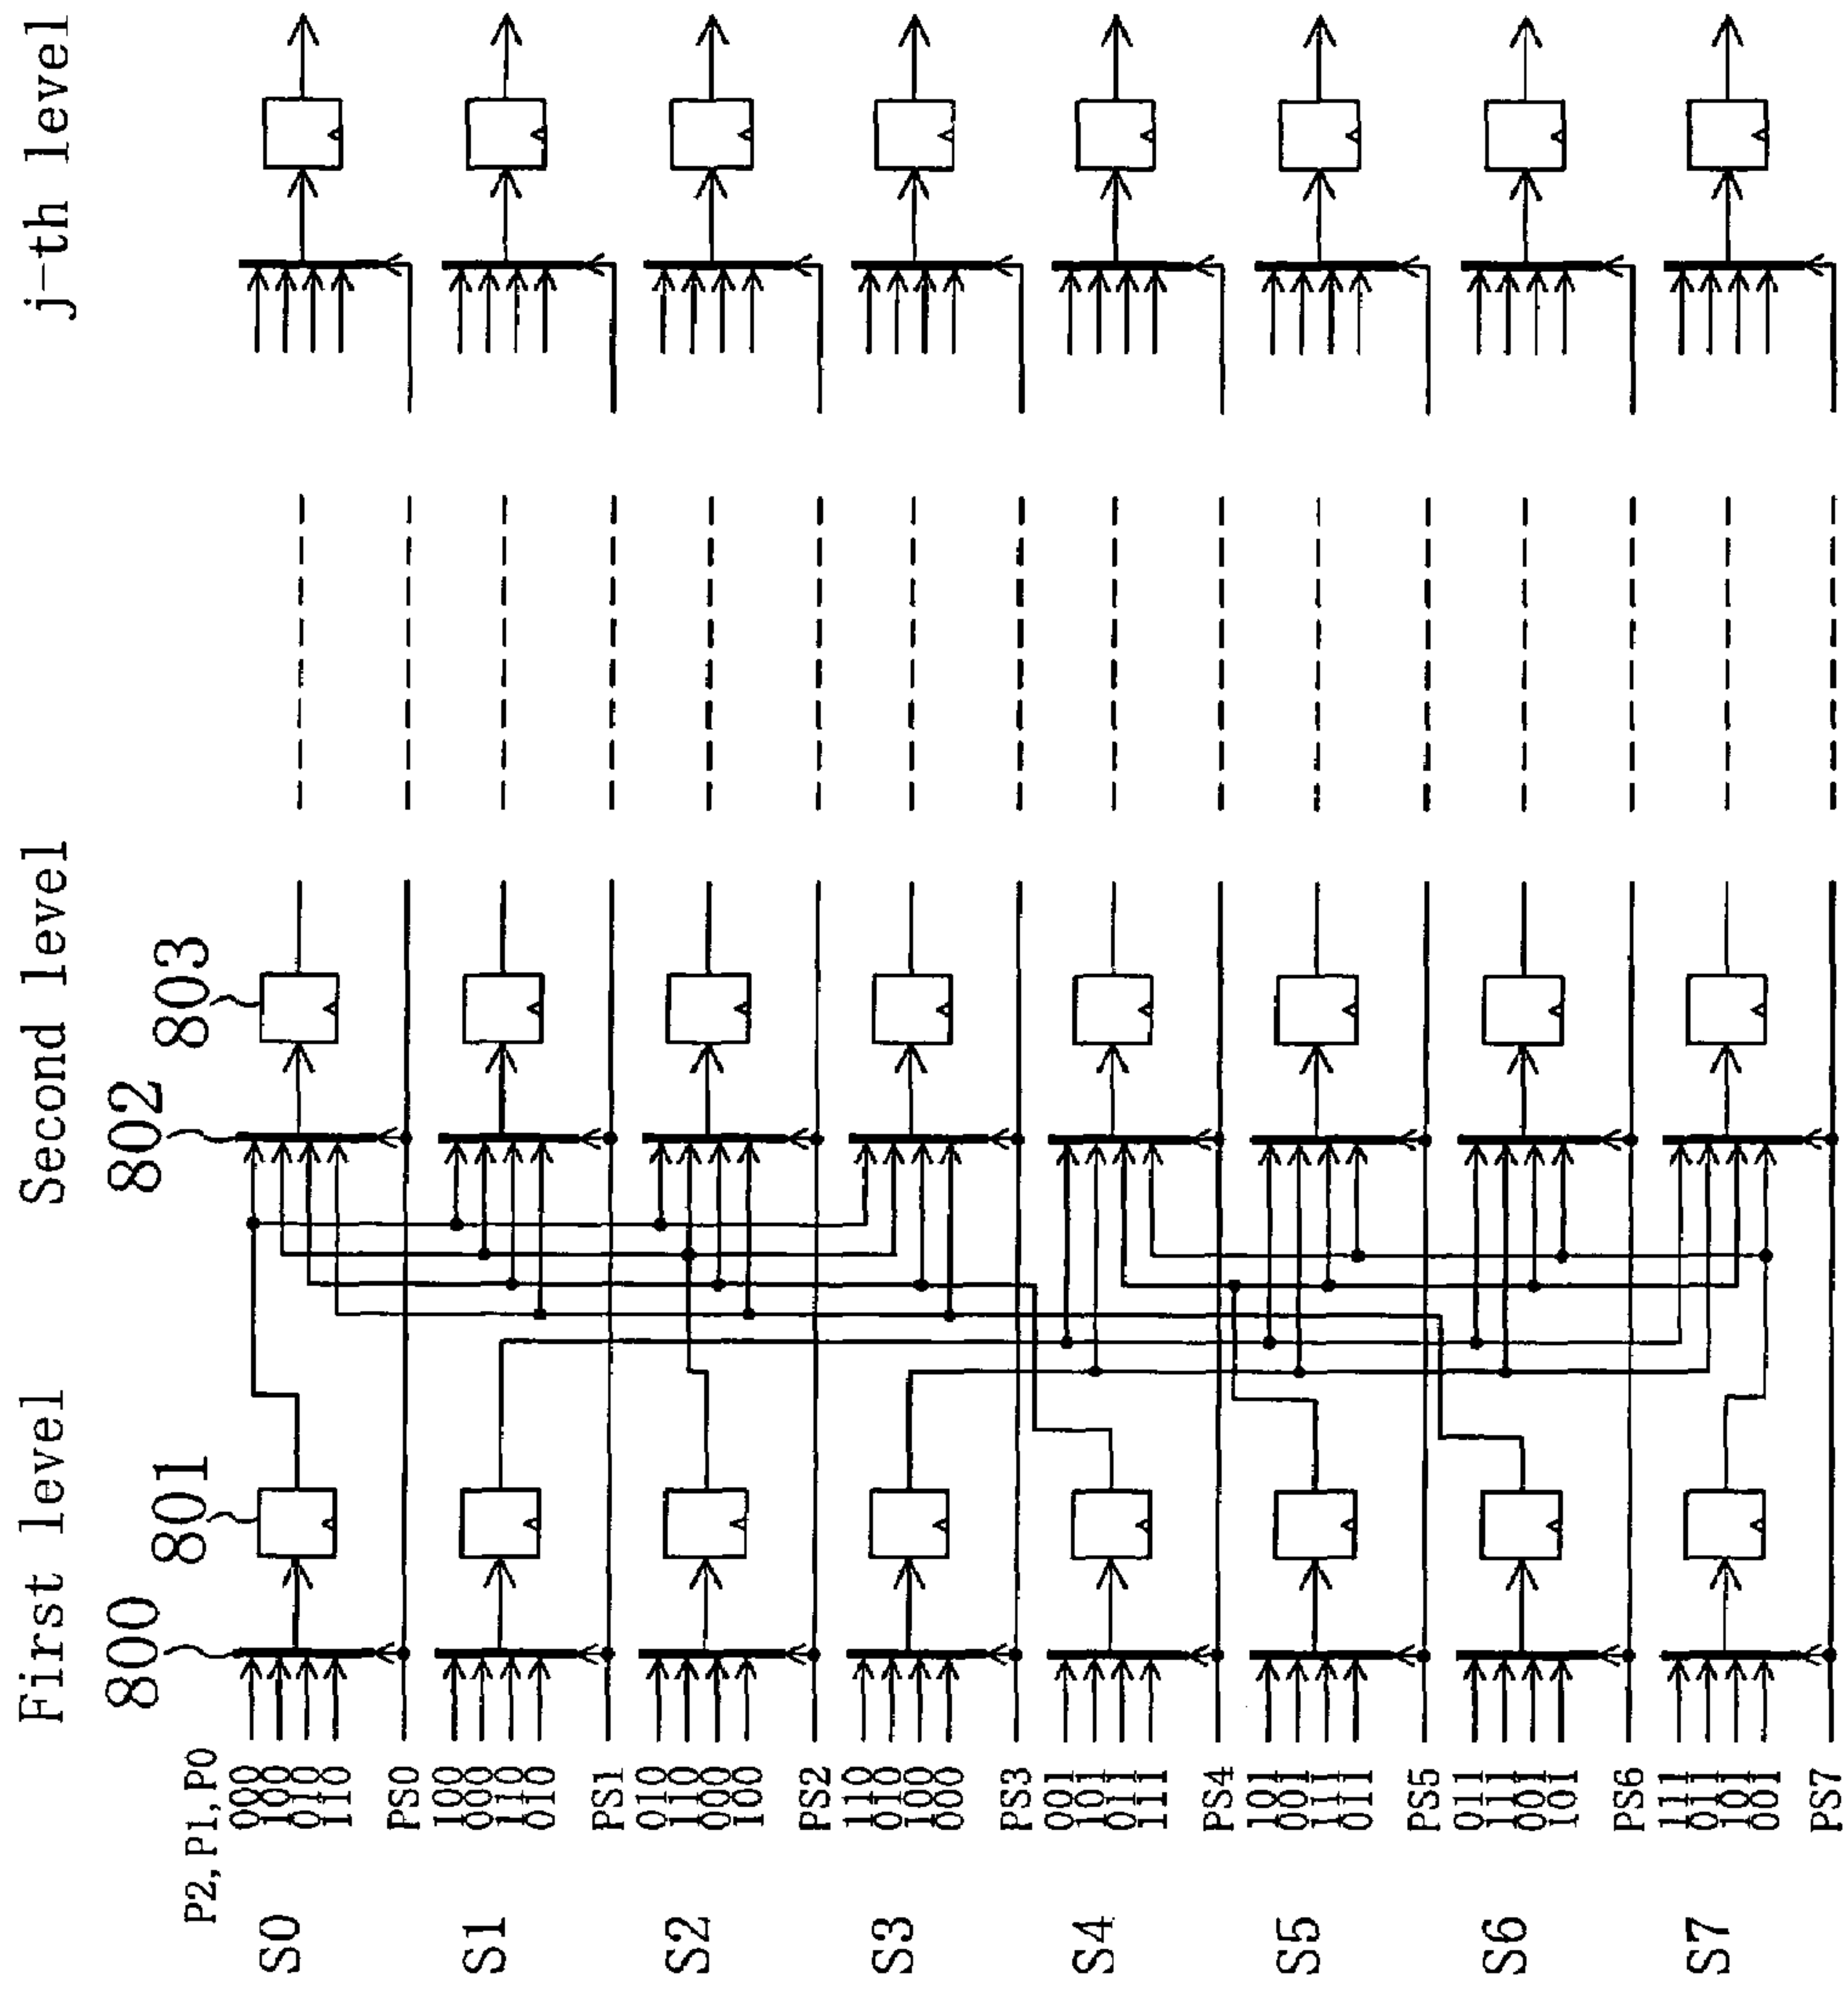 First level
Second level
j-th level
800
801
802
803
P2, P1, P0
S0
000
100
010
110
PS0
S1
100
000
110
010
PS1
S2
010
110
000
100
PS2
S3
110
010
100
000
PS3
S4
001
101
011
111
PS4
S5
101
001
111
011
PS5
S6
011
111
001
101
PS6
S7
111
011
101
001
PS7